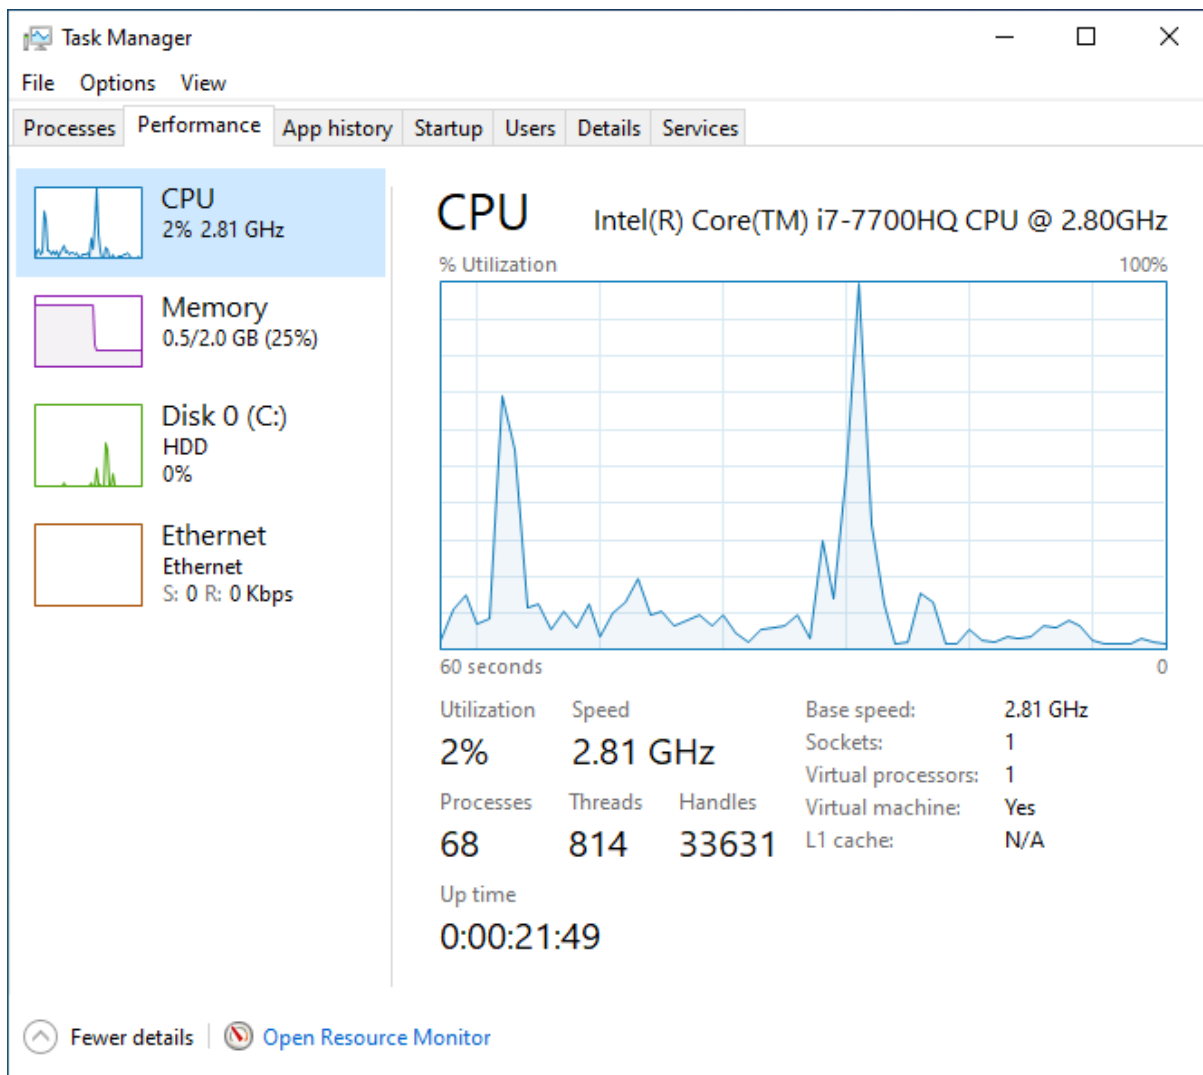 Task Manager
File Options View
Processes Performance App history Startup Users Details Services
CPU
2% 2.81 GHz
Memory
0.5/2.0 GB (25%)
Disk 0 (C:)
HDD
0%
Ethernet
Ethernet
S: 0 R: 0 Kbps
CPU Intel(R) Core(TM) i7-7700HQ CPU @ 2.80GHz
% Utilization 100%
60 seconds 0
Utilization Speed
2% 2.81 GHz
Processes Threads Handles
68 814 33631
Up time
0:00:21:49
Base speed: 2.81 GHz
Sockets: 1
Virtual processors: 1
Virtual machine: Yes
L1 cache: N/A
Fewer details Open Resource Monitor